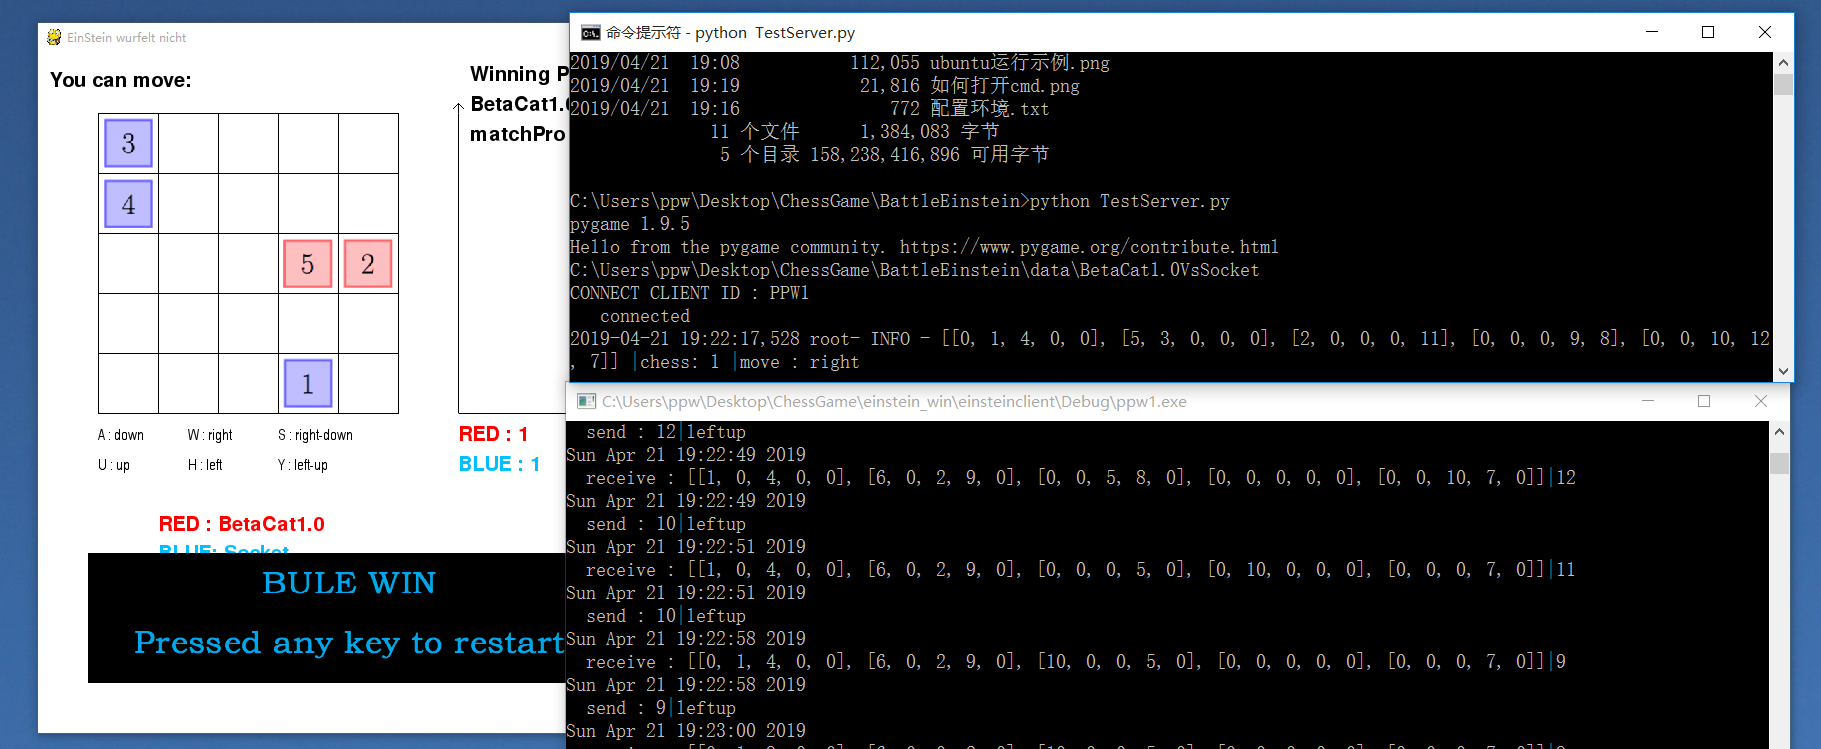 EinStein wurfelt nicht
You can move:
3
4
5 2
1
A : down W : right S : right-down
U : up H : left Y : left-up
Winning P
BetaCat1.0
matchPro
RED : 1
BLUE : 1
RED : BetaCat1.0
BLUE: Socket
BULE WIN
Pressed any key to restart
命令提示符 - python  TestServer.py
2019/04/21  19:08           112,055 ubuntu运行示例.png
2019/04/21  19:19            21,816 如何打开cmd.png
2019/04/21  19:16               772 配置环境.txt
11 个文件      1,384,083 字节
5 个目录 158,238,416,896 可用字节
C:\Users\ppw\Desktop\ChessGame\BattleEinstein>python TestServer.py
pygame 1.9.5
Hello from the pygame community. https://www.pygame.org/contribute.html
C:\Users\ppw\Desktop\ChessGame\BattleEinstein\data\BetaCat1.0VsSocket
CONNECT CLIENT ID : PPW1
connected
2019-04-21 19:22:17,528 root- INFO - [[0, 1, 4, 0, 0], [5, 3, 0, 0, 0], [2, 0, 0, 0, 11], [0, 0, 0, 9, 8], [0, 0, 10, 12
, 7]] |chess: 1 |move : right
C:\Users\ppw\Desktop\ChessGame\einstein_win\einsteinclient\Debug\ppw1.exe
send : 12|leftup
Sun Apr 21 19:22:49 2019
receive : [[1, 0, 4, 0, 0], [6, 0, 2, 9, 0], [0, 0, 5, 8, 0], [0, 0, 0, 0, 0], [0, 0, 10, 7, 0]]|12
Sun Apr 21 19:22:49 2019
send : 10|leftup
Sun Apr 21 19:22:51 2019
receive : [[1, 0, 4, 0, 0], [6, 0, 2, 9, 0], [0, 0, 0, 5, 0], [0, 10, 0, 0, 0], [0, 0, 0, 7, 0]]|11
Sun Apr 21 19:22:51 2019
send : 10|leftup
Sun Apr 21 19:22:58 2019
receive : [[0, 1, 4, 0, 0], [6, 0, 2, 9, 0], [10, 0, 0, 5, 0], [0, 0, 0, 0, 0], [0, 0, 0, 7, 0]]|9
Sun Apr 21 19:22:58 2019
send : 9|leftup
Sun Apr 21 19:23:00 2019